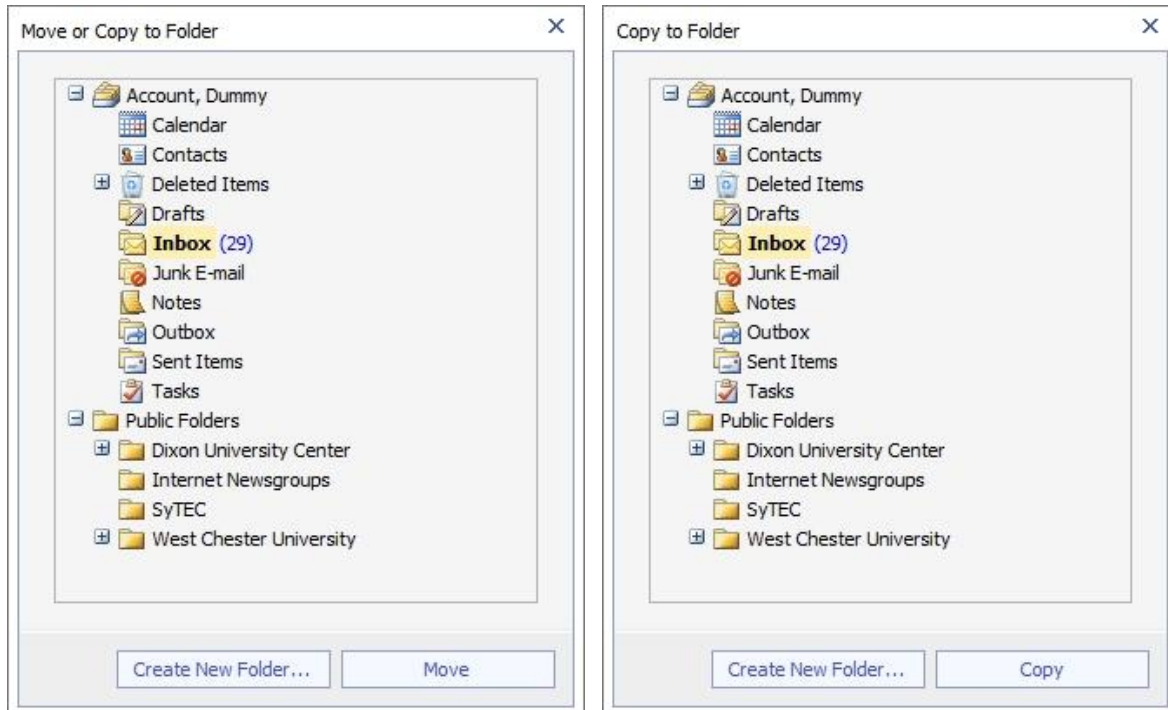 Move or Copy to Folder
Account, Dummy
Calendar
Contacts
Deleted Items
Drafts
Inbox (29)
Junk E-mail
Notes
Outbox
Sent Items
Tasks
Public Folders
Dixon University Center
Internet Newsgroups
SyTEC
West Chester University
Create New Folder...
Move
Copy to Folder
Account, Dummy
Calendar
Contacts
Deleted Items
Drafts
Inbox (29)
Junk E-mail
Notes
Outbox
Sent Items
Tasks
Public Folders
Dixon University Center
Internet Newsgroups
SyTEC
West Chester University
Create New Folder...
Copy